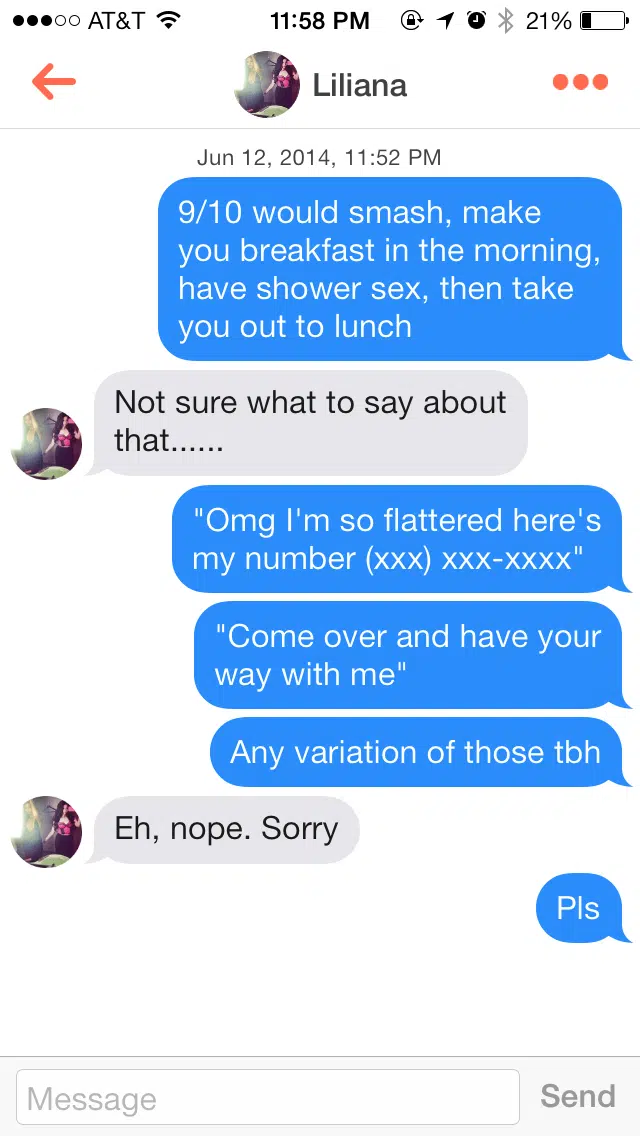 AT&T 11:58 PM 21%
Liliana
Jun 12, 2014, 11:52 PM
9/10 would smash, make
you breakfast in the morning,
have shower sex, then take
you out to lunch
Not sure what to say about
that......
"Omg I'm so flattered here's
my number (xxx) xxx-xxxx"
"Come over and have your
way with me"
Any variation of those tbh
Eh, nope. Sorry
Pls
Message Send